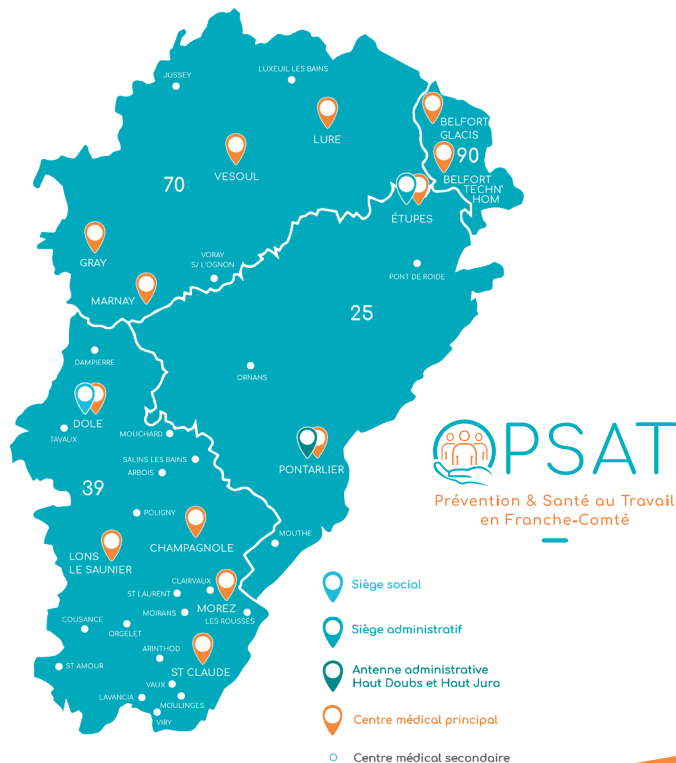 JUSSEY
LUXEUIL LES BAINS
LURE
BELFORT
GLACIS
VESOUL
90
BELFORT
TECHN'
HOM
70
ÉTUPES
GRAY
VORAY
S/ L'OGNON
PONT DE ROIDE
MARNAY
25
DAMPIERRE
ORNANS
DOLE
TAVAUX
MOUCHARD
PONTARLIER
SALINS LES BAINS
ARBOIS
39
POLIGNY
CHAMPAGNOLE
MOUTHE
LONS
LE SAUNIER
CLAIRVAUX
ST LAURENT
MOREZ
MOIRANS
LES ROUSSES
COUSANCE
ORGELET
ARINTHOD
ST AMOUR
ST CLAUDE
VAUX
LAVANCIA
MOULINGES
VIRY
PSAT
Prévention & Santé au Travail
en Franche-Comté
Siège social
Siège administratif
Antenne administrative
Haut Doubs et Haut Jura
Centre médical principal
Centre médical secondaire